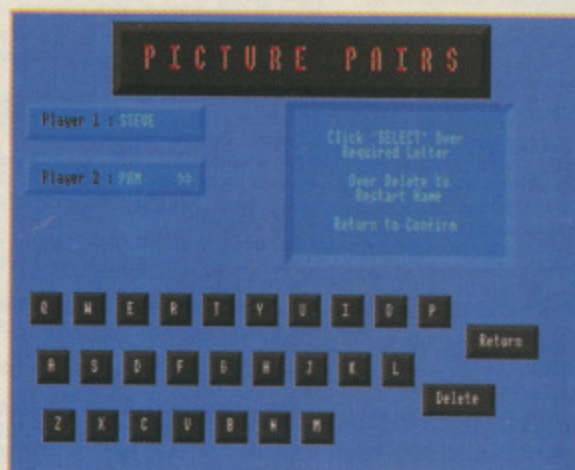 PICTURE PAIRS
Player 1 : STEVE
Player 2 : PAM >>
Click 'SELECT' Over
Required Letter
Over Delete to
Restart Name
Return to Confirm
Q W E R T Y U I O P
Return
A S D F G H J K L
Delete
Z X C V B N M